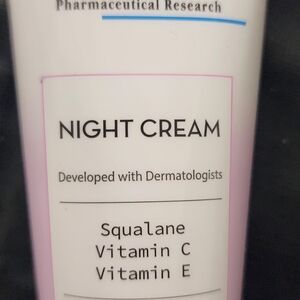 Pharmaceutical Research
NIGHT CREAM
Developed with Dermatologists
Squalane
Vitamin C
Vitamin E